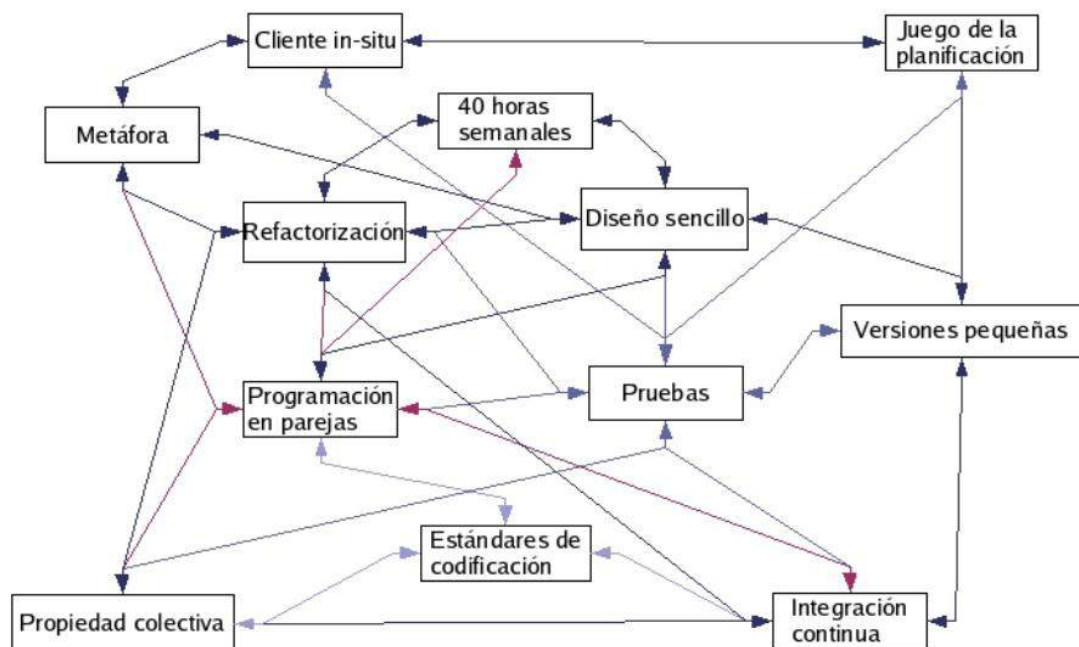 Cliente in-situ
Juego de la
planificación
40 horas
semanales
Metáfora
Refactorización
Diseño sencillo
Versiones pequeñas
Programación
en parejas
Pruebas
Estándares de
codificación
Propiedad colectiva
Integración
continua